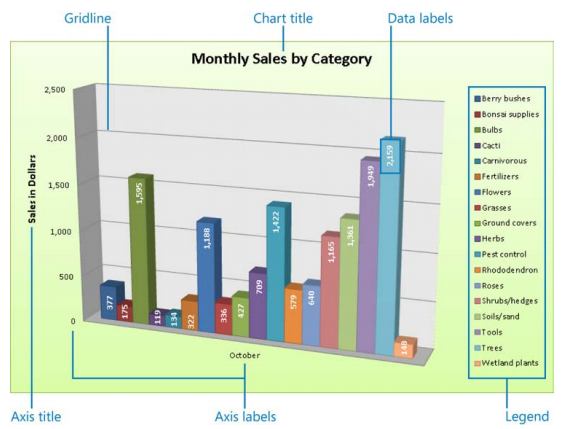 Gridline
Chart title
Data labels
Monthly Sales by Category
2,500
2,000
1,500
1,000
500
0
Sales in Dollars
377
175
1,595
119
134
322
1,188
336
427
709
1,422
579
640
1,165
1,361
1,949
2,159
148
October
Berry bushes
Bonsai supplies
Bulbs
Cacti
Carnivorous
Fertilizers
Flowers
Grasses
Ground covers
Herbs
Pest control
Rhododendron
Roses
Shrubs/hedges
Soils/sand
Tools
Trees
Wetland plants
Axis title
Axis labels
Legend